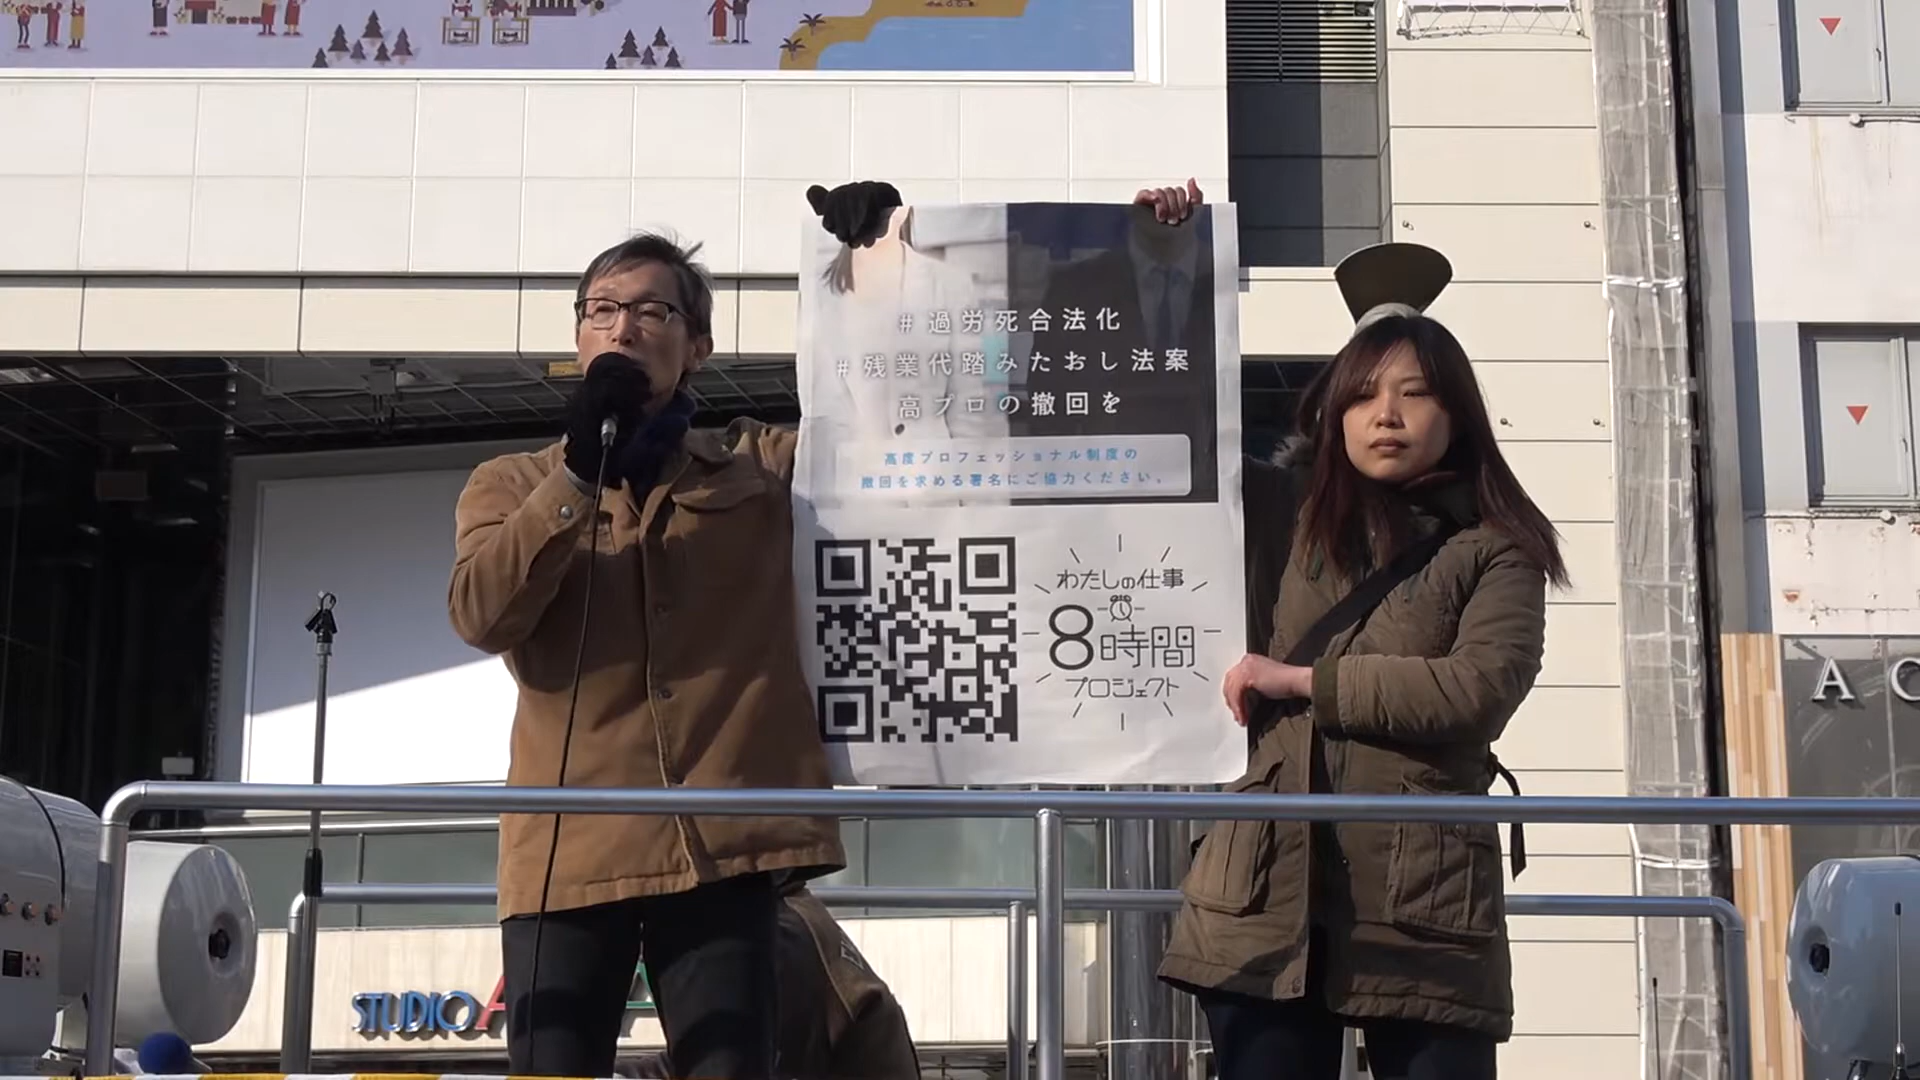 #過労死合法化
#残業代踏みたおし法案
高プロの撤回を
高度プロフェッショナル制度の
撤回を求める署名にご協力ください。
わたしの仕事
8時間
プロジェクト
STUDIO A
A C